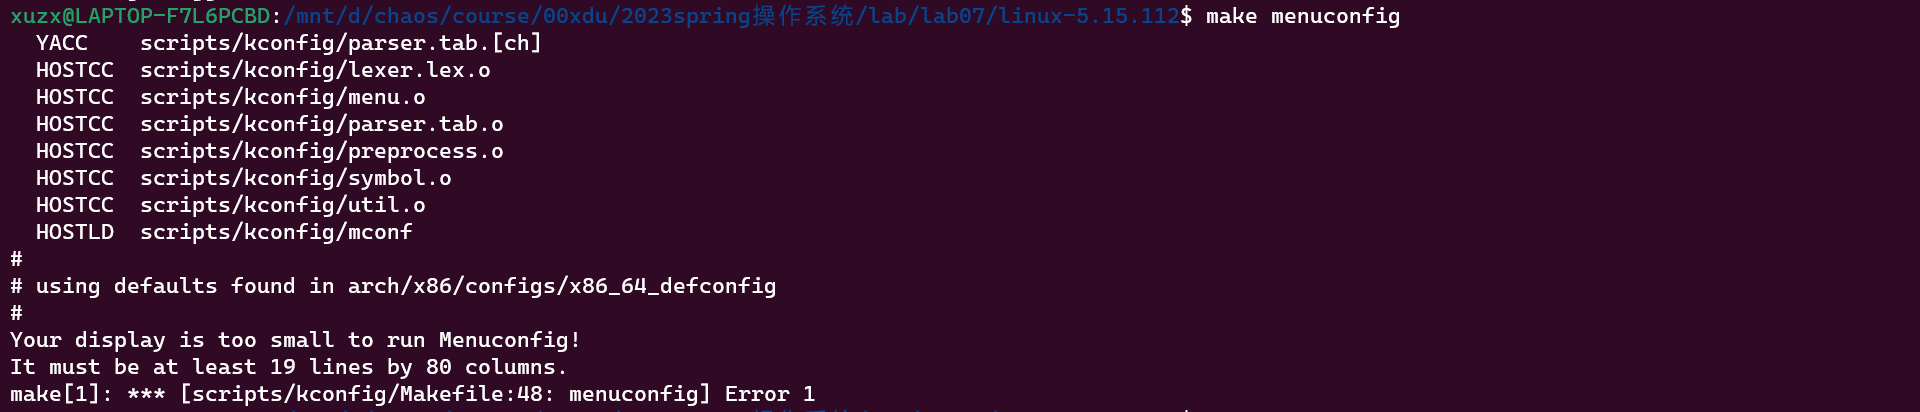 xuzx@LAPTOP-F7L6PCBD:/mnt/d/chaos/course/00xdu/2023spring操作系统/lab/lab07/linux-5.15.112$ make menuconfig
  YACC    scripts/kconfig/parser.tab.[ch]
  HOSTCC  scripts/kconfig/lexer.lex.o
  HOSTCC  scripts/kconfig/menu.o
  HOSTCC  scripts/kconfig/parser.tab.o
  HOSTCC  scripts/kconfig/preprocess.o
  HOSTCC  scripts/kconfig/symbol.o
  HOSTCC  scripts/kconfig/util.o
  HOSTLD  scripts/kconfig/mconf
#
# using defaults found in arch/x86/configs/x86_64_defconfig
#
Your display is too small to run Menuconfig!
It must be at least 19 lines by 80 columns.
make[1]: *** [scripts/kconfig/Makefile:48: menuconfig] Error 1